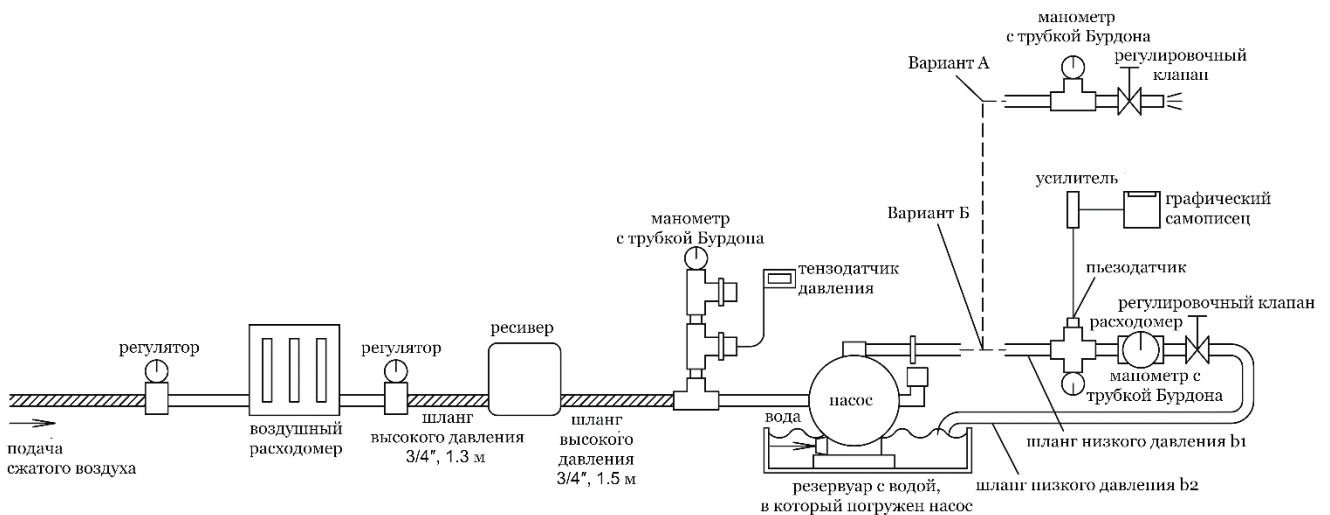 манометр
с трубкой Бурдона
регулировочный
клапан
Вариант А
усилитель
графический
самописец
Вариант Б
манометр
с трубкой Бурдона
тензодатчик
давления
пьезодатчик
регулировочный клапан
расходомер
ресивер
регулятор
регулятор
манометр с
трубкой Бурдона
насос
вода
подача
сжатого воздуха
воздушный
расходомер
шланг
высокого давления
3/4", 1.3 м
шланг
высокого
давления
3/4", 1.5 м
шланг низкого давления b1
резервуар с водой,
в который погружен насос
шланг низкого давления b2